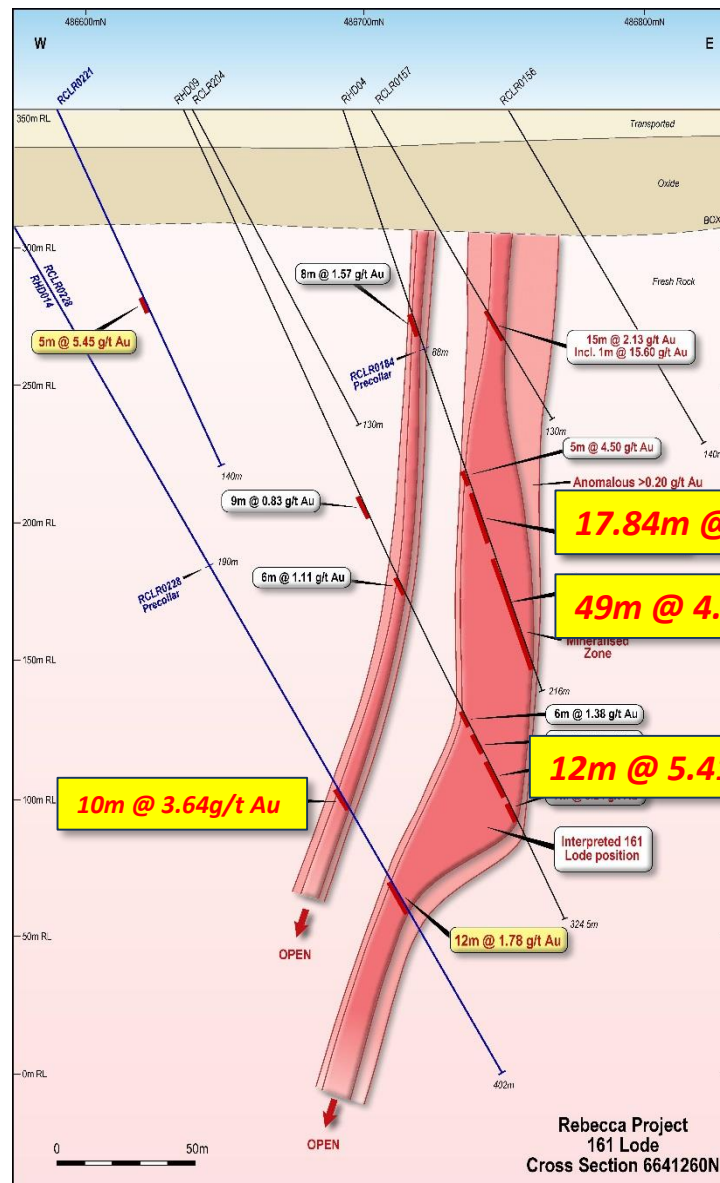 486600mN
486700mN
486800mN
W
E
RCLR0221
RHD09
RCLR204
RHD04
RCLR0157
RCLR0156
350m RL
Transported
Oxide
BOX
300m RL
RCLR0228
RHD014
Fresh Rock
8m @ 1.57 g/t Au
5m @ 5.45 g/t Au
15m @ 2.13 g/t Au
Incl. 1m @ 15.60 g/t Au
88m
RCLR0184
Precollar
250m RL
130m
130m
140m
5m @ 4.50 g/t Au
140m
Anomalous >0.20 g/t Au
9m @ 0.83 g/t Au
200m RL
17.84m @
190m
RCLR0228
Precollar
6m @ 1.11 g/t Au
49m @ 4.
Mineralised
Zone
150m RL
216m
6m @ 1.38 g/t Au
12m @ 5.41
10m @ 3.64g/t Au
100m RL
Interpreted 161
Lode position
324.5m
12m @ 1.78 g/t Au
50m RL
OPEN
0m RL
402m
OPEN
Rebecca Project
161 Lode
Cross Section 6641260N
0
50m